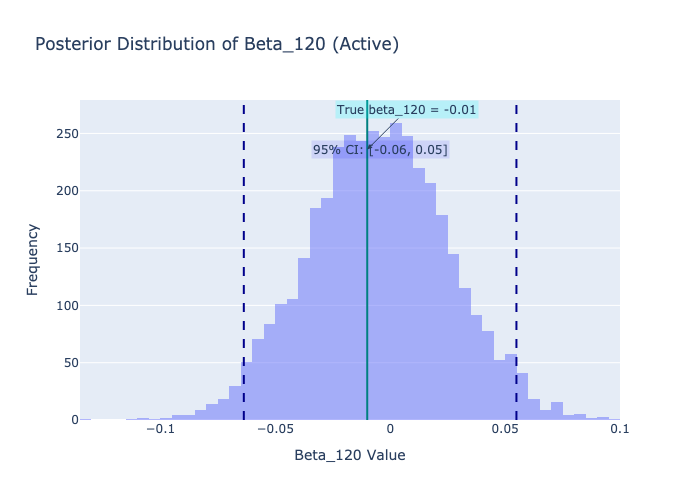 Posterior Distribution of Beta_120 (Active)
True beta_120 = -0.01
95% CI: [-0.06, 0.05]
250
200
150
100
50
0
Frequency
−0.1
−0.05
0
0.05
0.1
Beta_120 Value